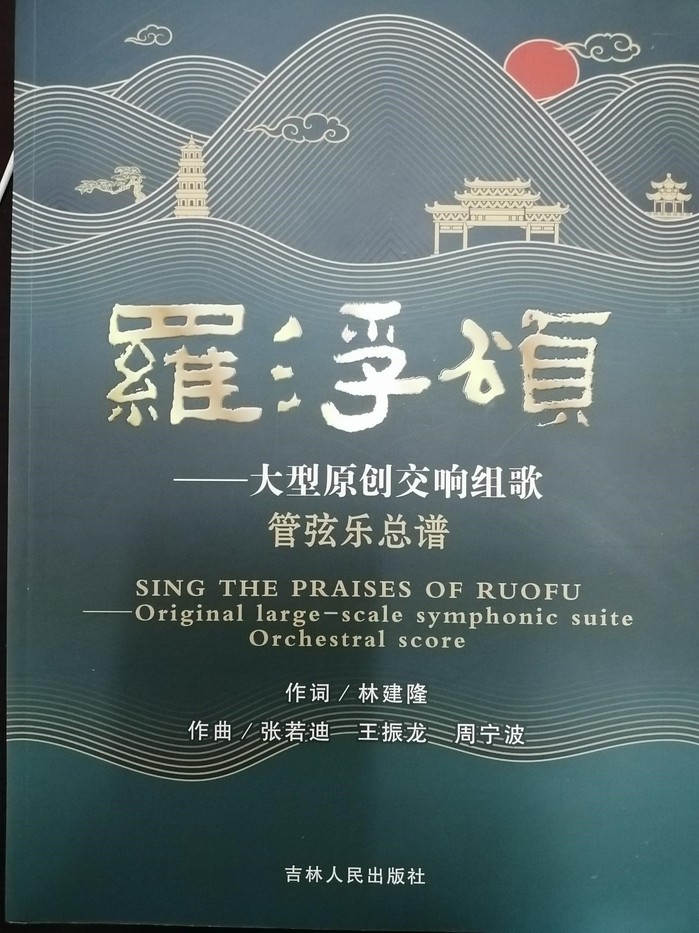 羅浮頌
——大型原创交响组歌
管弦乐总谱
SING THE PRAISES OF RUOFU
——Original large-scale symphonic suite
Orchestral score
作词/林建隆
作曲/张若迪 王振龙 周宁波
吉林人民出版社